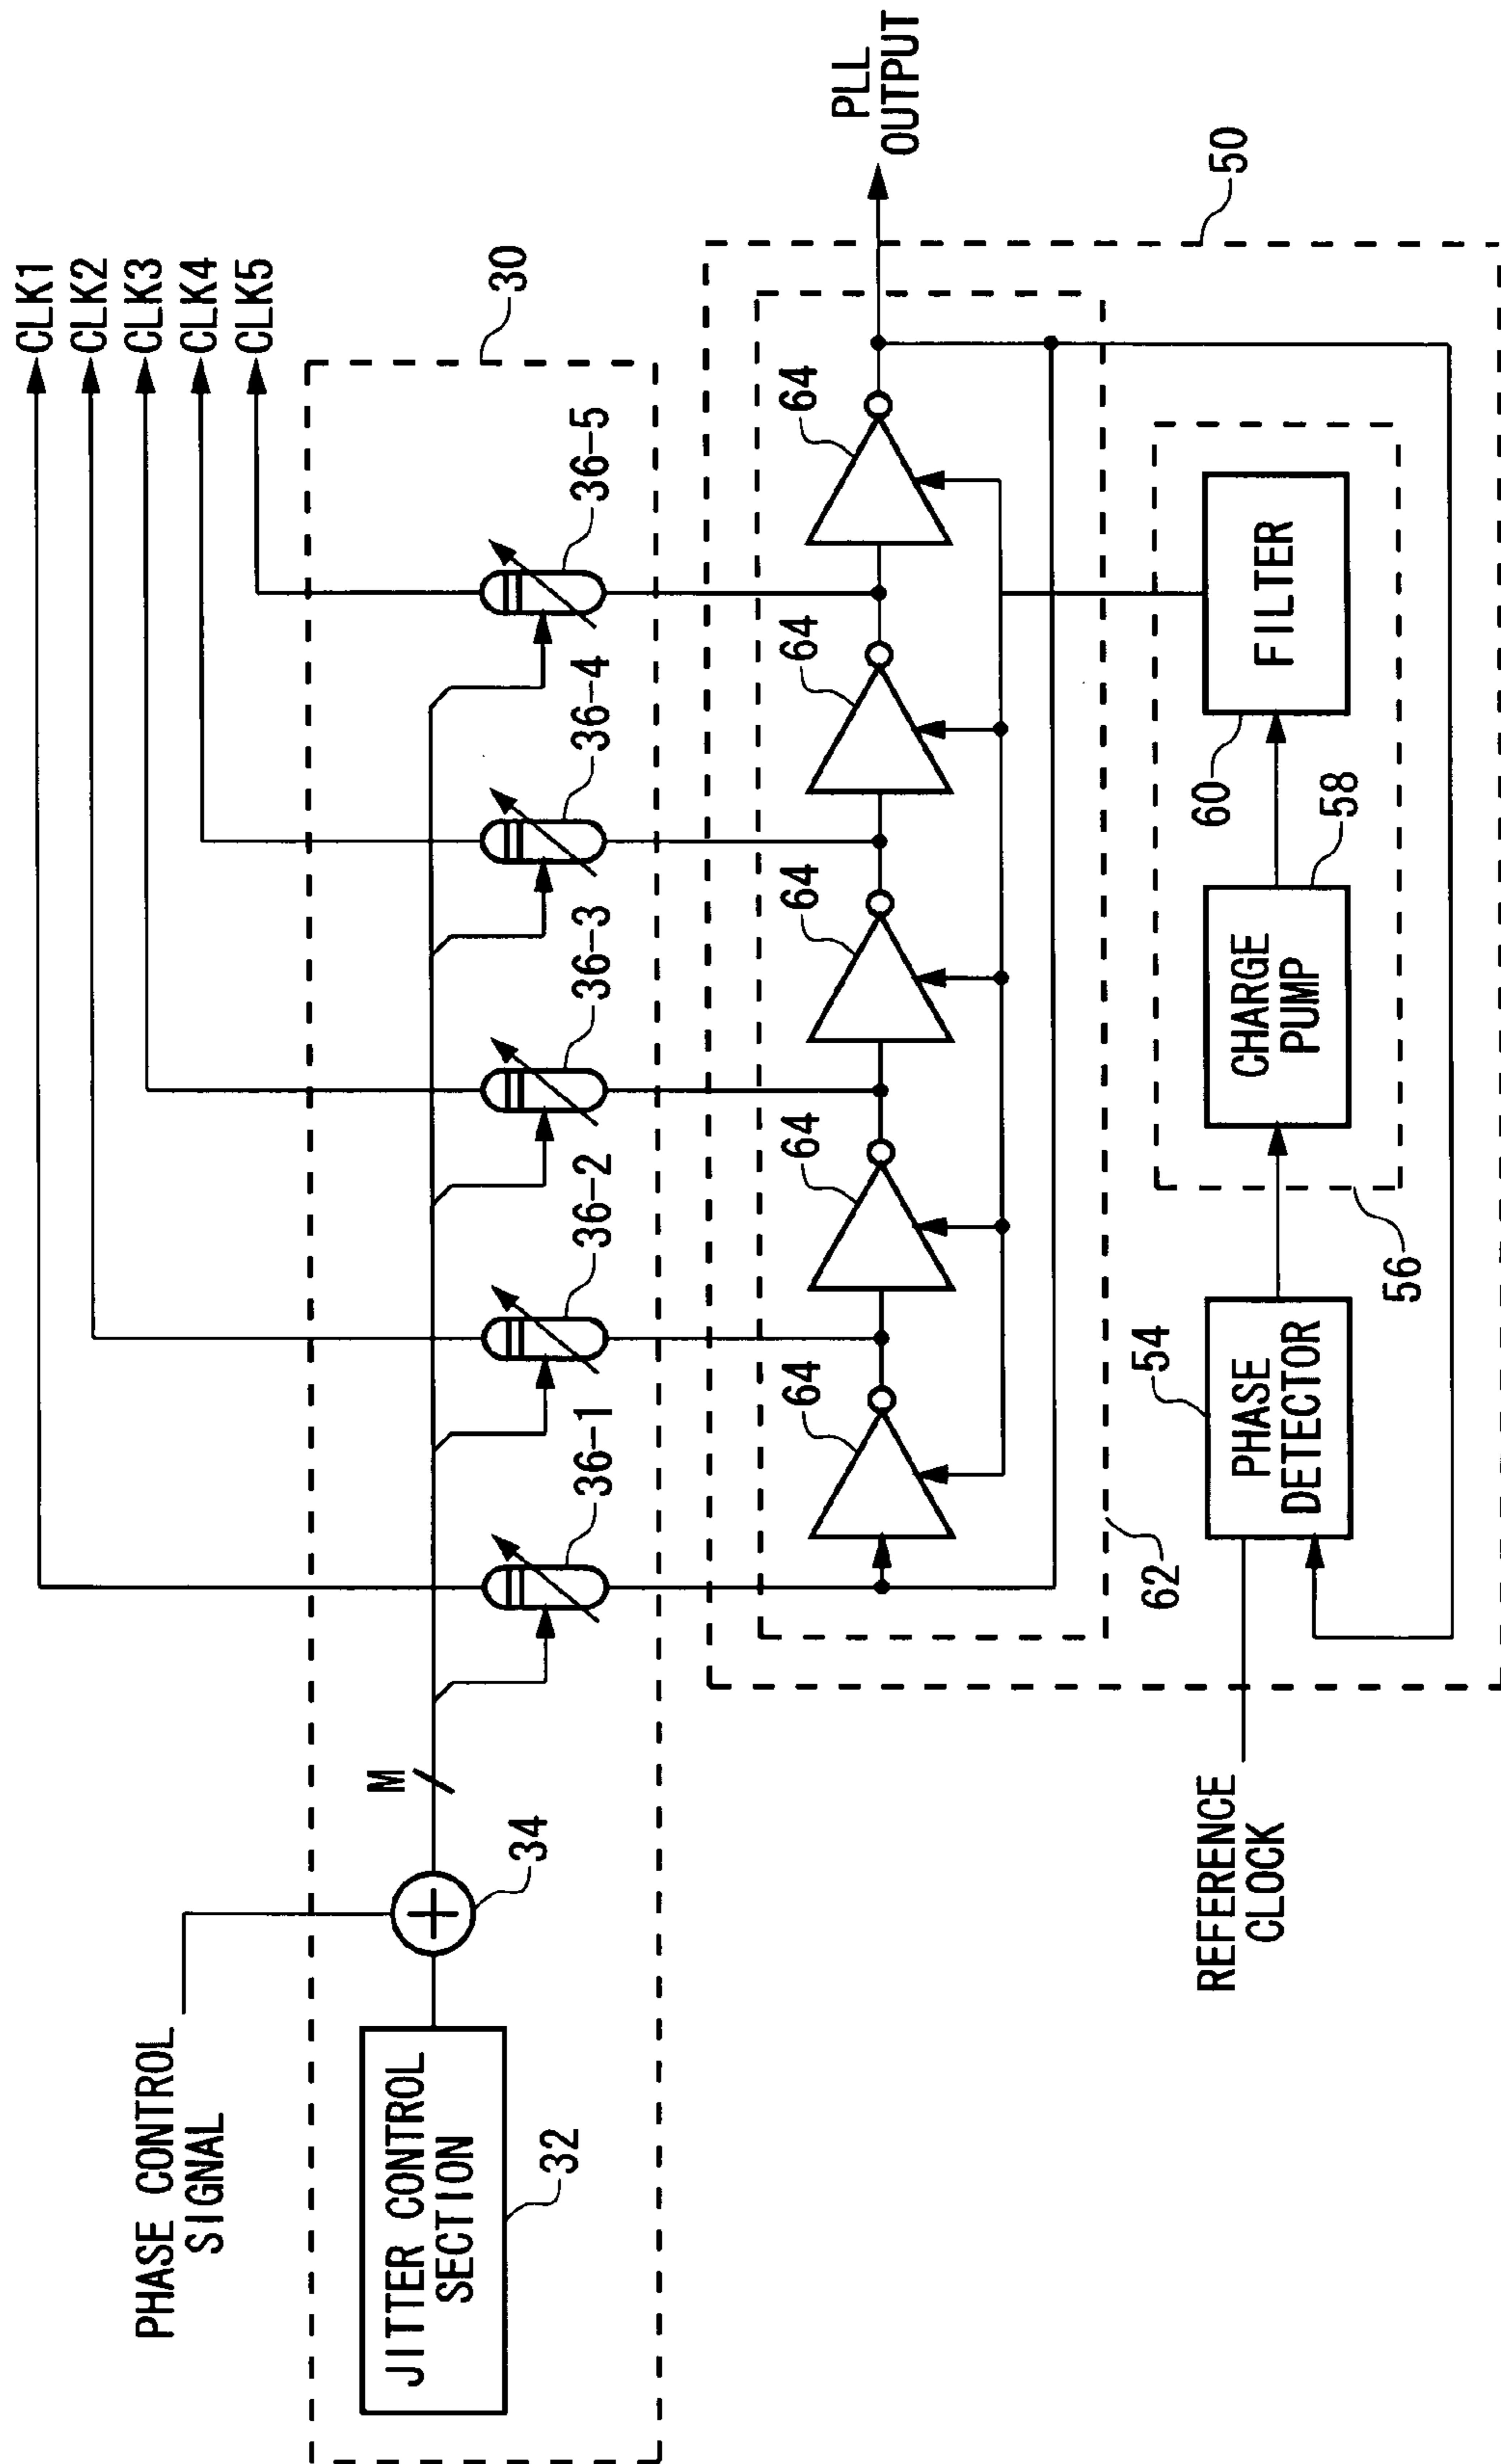 CLK1
CLK2
CLK3
CLK4
CLK5
PHASE CONTROL
SIGNAL
30
JITTER CONTROL
SECTION
32
34
M
36-1
36-2
36-3
36-4
36-5
64
64
64
64
64
PLL
OUTPUT
50
62
REFERENCE
CLOCK
PHASE
DETECTOR
54
56
CHARGE
PUMP
58
FILTER
60